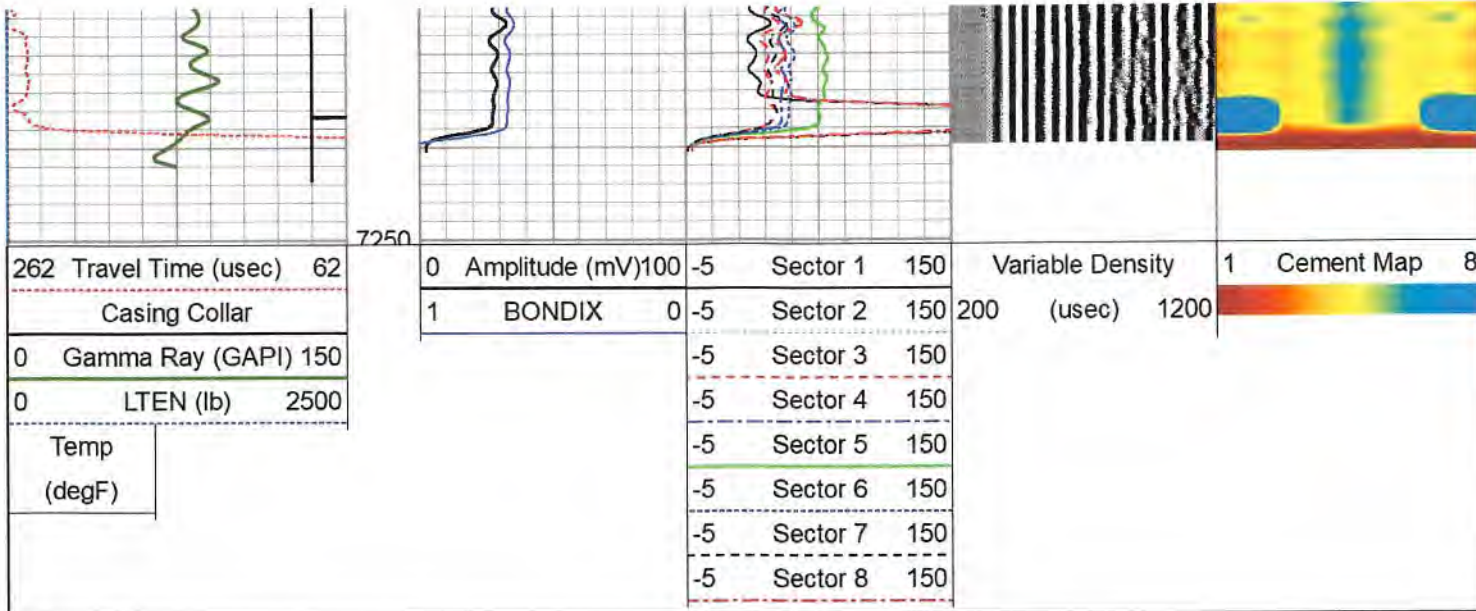 7250
262 Travel Time (usec) 62
Casing Collar
0 Gamma Ray (GAPI) 150
0 LTEN (lb) 2500
Temp
(degF)
0 Amplitude (mV)100
1 BONDIX 0
-5 Sector 1 150
-5 Sector 2 150
-5 Sector 3 150
-5 Sector 4 150
-5 Sector 5 150
-5 Sector 6 150
-5 Sector 7 150
-5 Sector 8 150
Variable Density
200 (usec) 1200
1 Cement Map 8